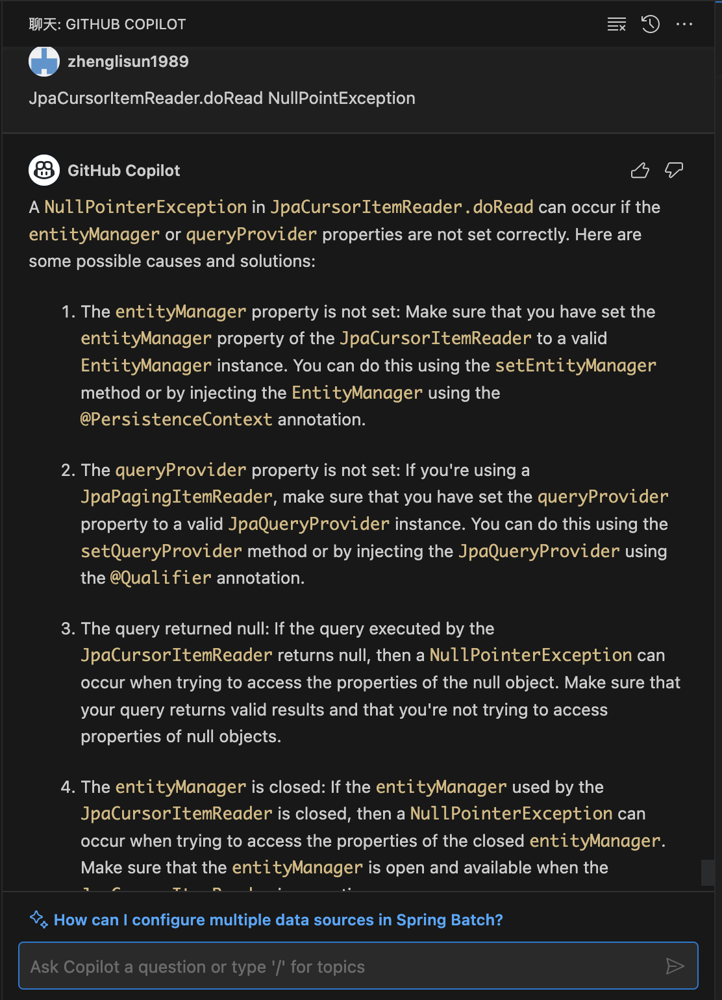 聊天: GITHUB COPILOT
zhenglisun1989
JpaCursorItemReader.doRead NullPointException
GitHub Copilot
A NullPointerException in JpaCursorItemReader.doRead can occur if the
entityManager or queryProvider properties are not set correctly. Here are
some possible causes and solutions:
1. The entityManager property is not set: Make sure that you have set the
entityManager property of the JpaCursorItemReader to a valid
EntityManager instance. You can do this using the setEntityManager
method or by injecting the EntityManager using the
@PersistenceContext annotation.
2. The queryProvider property is not set: If you're using a
JpaPagingItemReader, make sure that you have set the queryProvider
property to a valid JpaQueryProvider instance. You can do this using the
setQueryProvider method or by injecting the JpaQueryProvider using
the @Qualifier annotation.
3. The query returned null: If the query executed by the
JpaCursorItemReader returns null, then a NullPointerException can
occur when trying to access the properties of the null object. Make sure that
your query returns valid results and that you're not trying to access
properties of null objects.
4. The entityManager is closed: If the entityManager used by the
JpaCursorItemReader is closed, then a NullPointerException can
occur when trying to access the properties of the closed entityManager.
Make sure that the entityManager is open and available when the
How can I configure multiple data sources in Spring Batch?
Ask Copilot a question or type '/' for topics